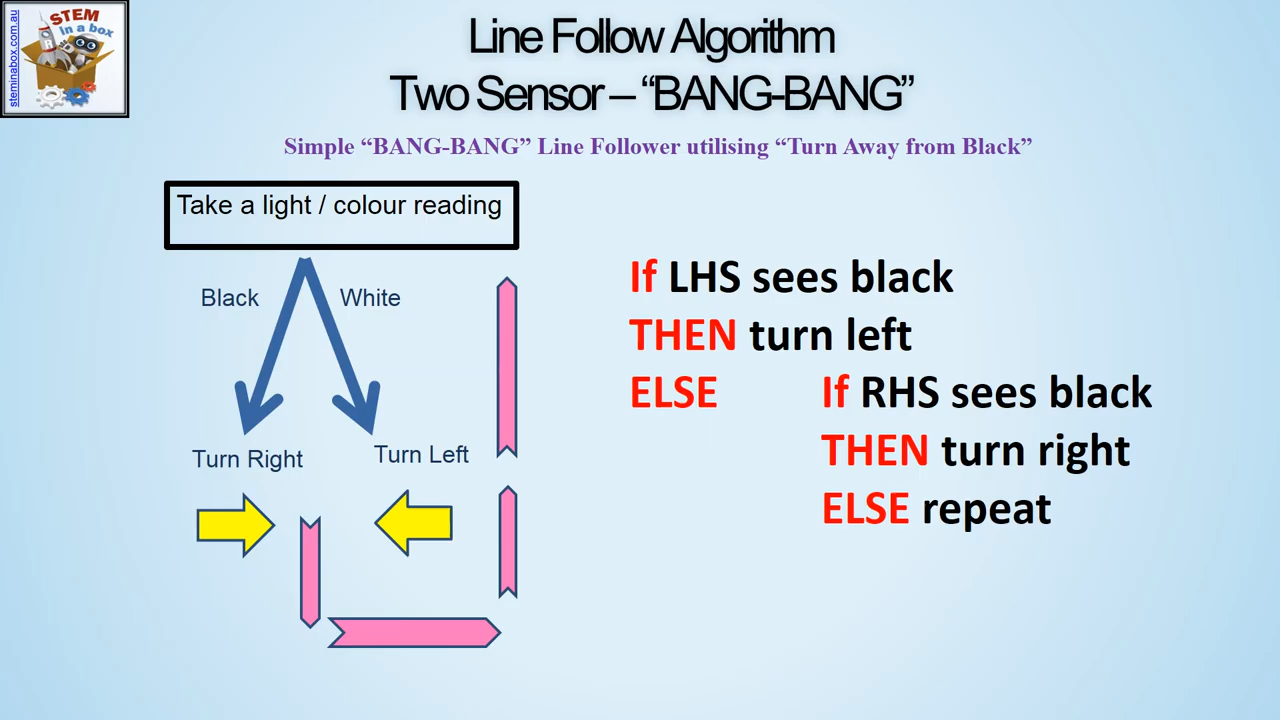 STEM
in a box
steminabox.com.au
Line Follow Algorithm
Two Sensor – “BANG-BANG”
Simple “BANG-BANG” Line Follower utilising “Turn Away from Black”
Take a light / colour reading
Black
White
Turn Right
Turn Left
If LHS sees black
THEN turn left
ELSE If RHS sees black
THEN turn right
ELSE repeat